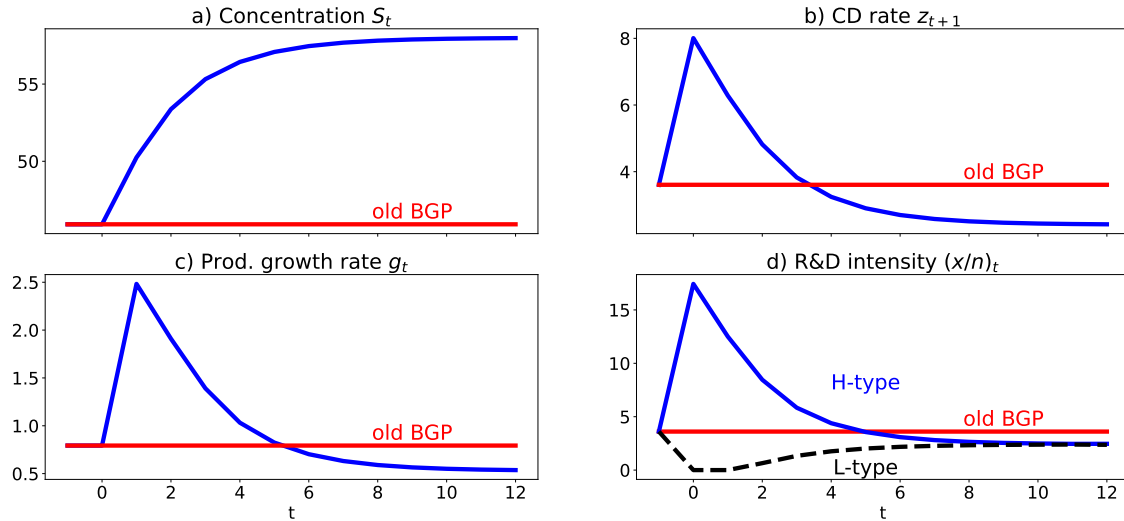 a) Concentration S_t
55
50
old BGP
b) CD rate z_{t+1}
8
6
4
old BGP
c) Prod. growth rate g_t
2.5
2.0
1.5
1.0
0.5
old BGP
0 2 4 6 8 10 12
t
d) R&D intensity (x/n)_t
15
10
5
0
H-type
old BGP
L-type
0 2 4 6 8 10 12
t